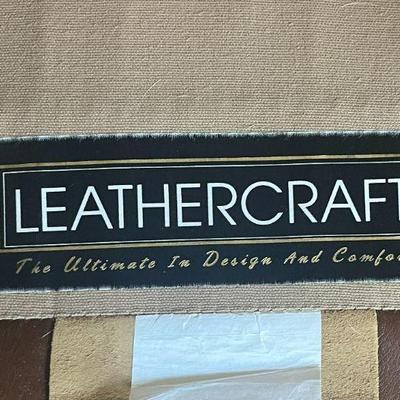 LEATHERCRAFT
The Ultimate In Design And Comfo